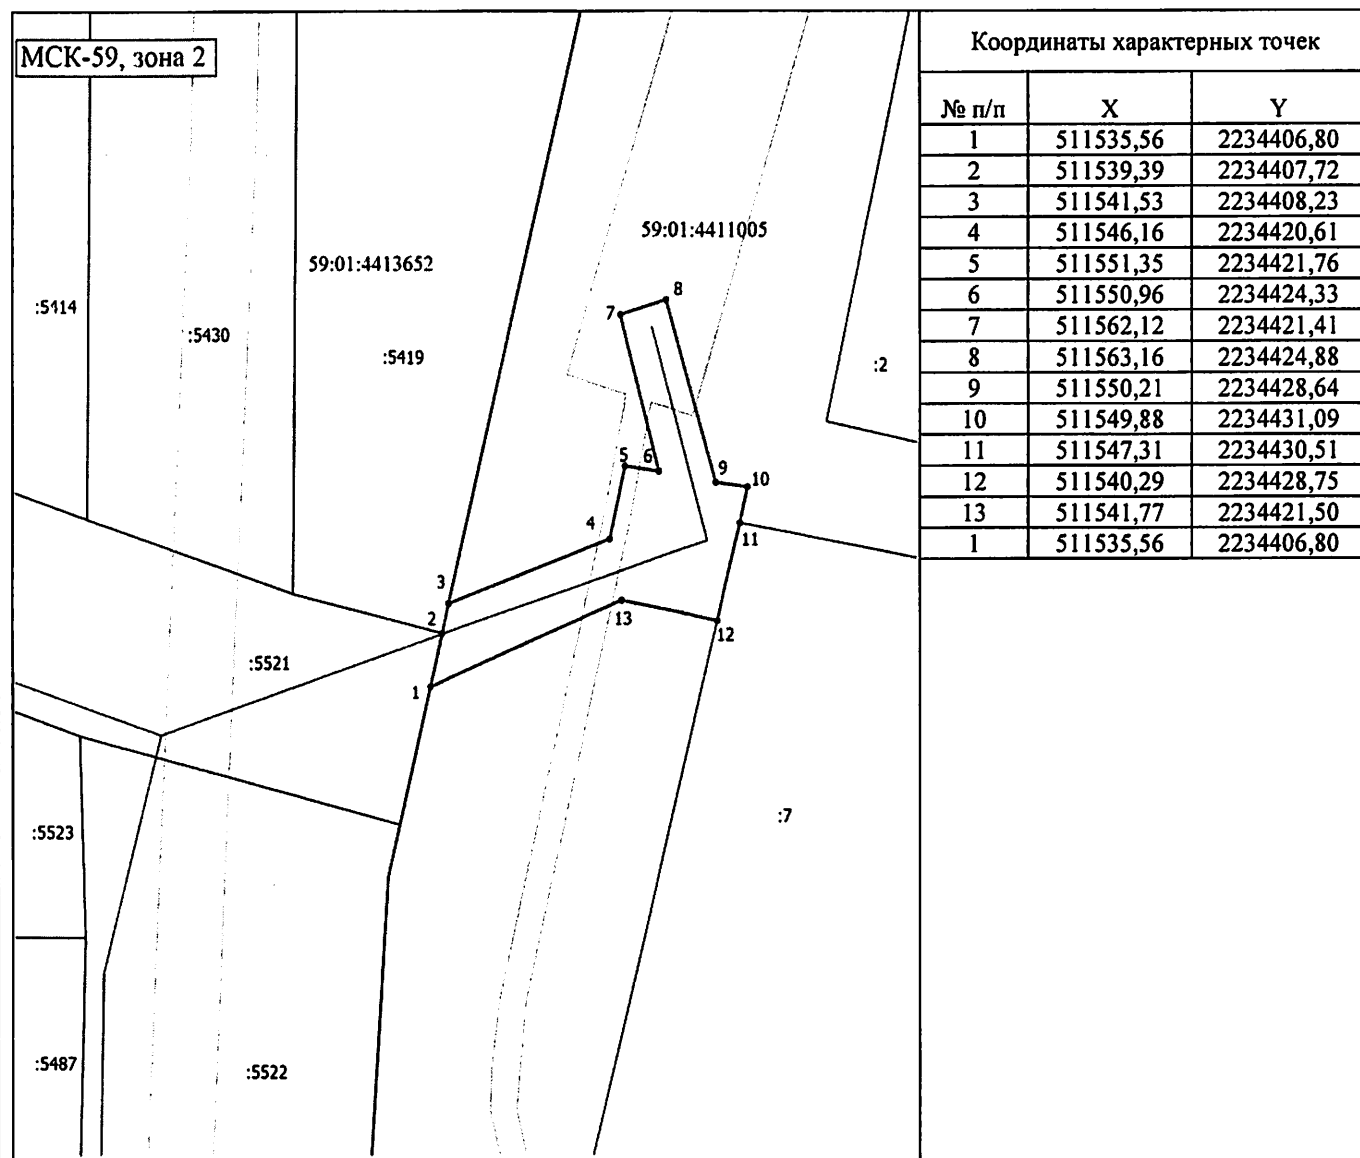 МСК-59, зона 2
Координаты характерных точек
№ п/п X Y
1 511535,56 2234406,80
2 511539,39 2234407,72
3 511541,53 2234408,23
4 511546,16 2234420,61
5 511551,35 2234421,76
6 511550,96 2234424,33
7 511562,12 2234421,41
8 511563,16 2234424,88
9 511550,21 2234428,64
10 511549,88 2234431,09
11 511547,31 2234430,51
12 511540,29 2234428,75
13 511541,77 2234421,50
1 511535,56 2234406,80
59:01:4411005
59:01:4413652
:5414
:5430
:5419
:2
8
7
5
6
9
10
4
11
3
2
13
12
1
:5521
:7
:5523
:5487
:5522